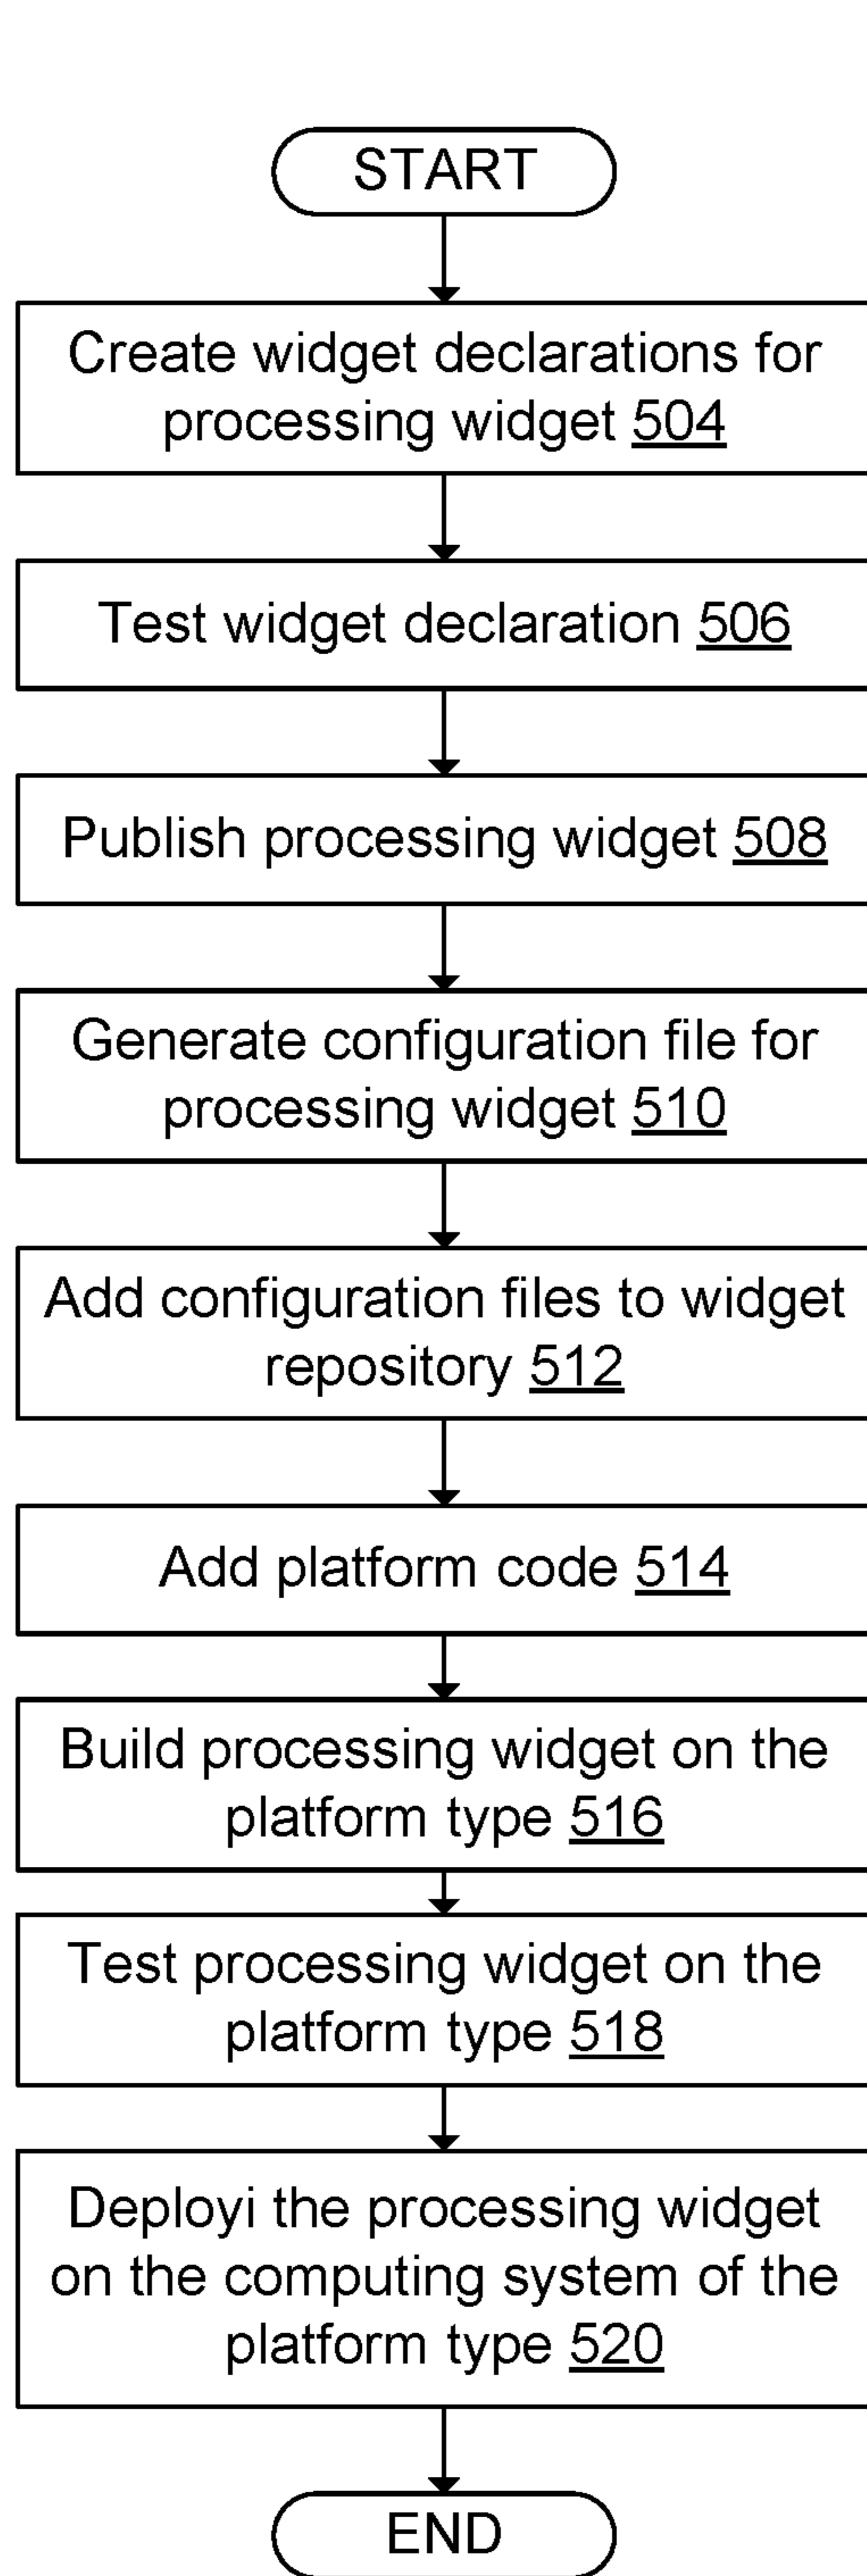 START
Create widget declarations for
processing widget 504
Test widget declaration 506
Publish processing widget 508
Generate configuration file for
processing widget 510
Add configuration files to widget
repository 512
Add platform code 514
Build processing widget on the
platform type 516
Test processing widget on the
platform type 518
Deployi the processing widget
on the computing system of the
platform type 520
END